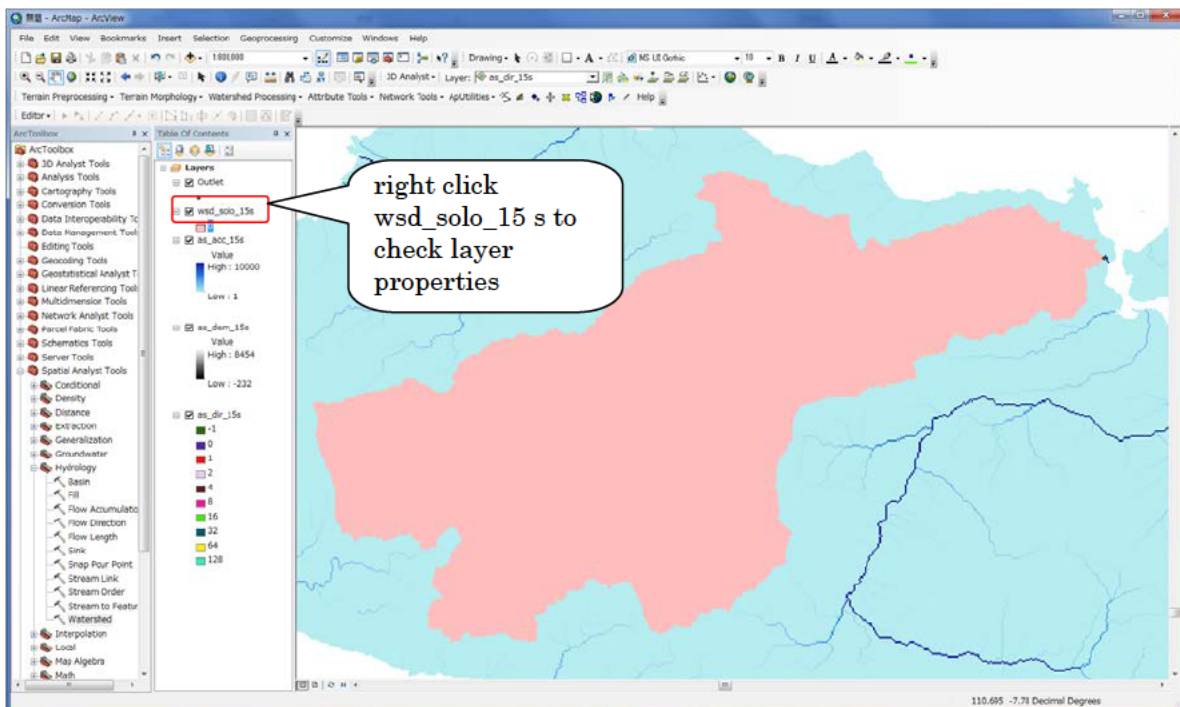 無題 - ArcMap - ArcView
File Edit View Bookmarks Insert Selection Geoprocessing Customize Windows Help
1:800,000 Drawing MS UI Gothic 10 B I U A
3D Analyst Layer: as_dir_15s
Terrain Preprocessing Terrain Morphology Watershed Processing Attribute Tools Network Tools ApUtilities Help
Editor
ArcToolbox
ArcToolbox
3D Analyst Tools
Analysis Tools
Cartography Tools
Conversion Tools
Data Interoperability To
Data Management Tools
Editing Tools
Geocoding Tools
Geostatistical Analyst T
Linear Referencing Tool
Multidimension Tools
Network Analyst Tools
Parcel Fabric Tools
Schematics Tools
Server Tools
Spatial Analyst Tools
Conditional
Density
Distance
Extraction
Generalization
Groundwater
Hydrology
Basin
Fill
Flow Accumulatio
Flow Direction
Flow Length
Sink
Snap Pour Point
Stream Link
Stream Order
Stream to Featur
Watershed
Interpolation
Local
Map Algebra
Math
Table Of Contents
Layers
Outlet
wsd_solo_15s
0
as_acc_15s
Value
High : 10000
Low : 1
as_dem_15s
Value
High : 8454
Low : -232
as_dir_15s
-1
0
1
2
4
8
16
32
64
128
right click
wsd_solo_15 s to
check layer
properties
110.695 -7.78 Decimal Degrees